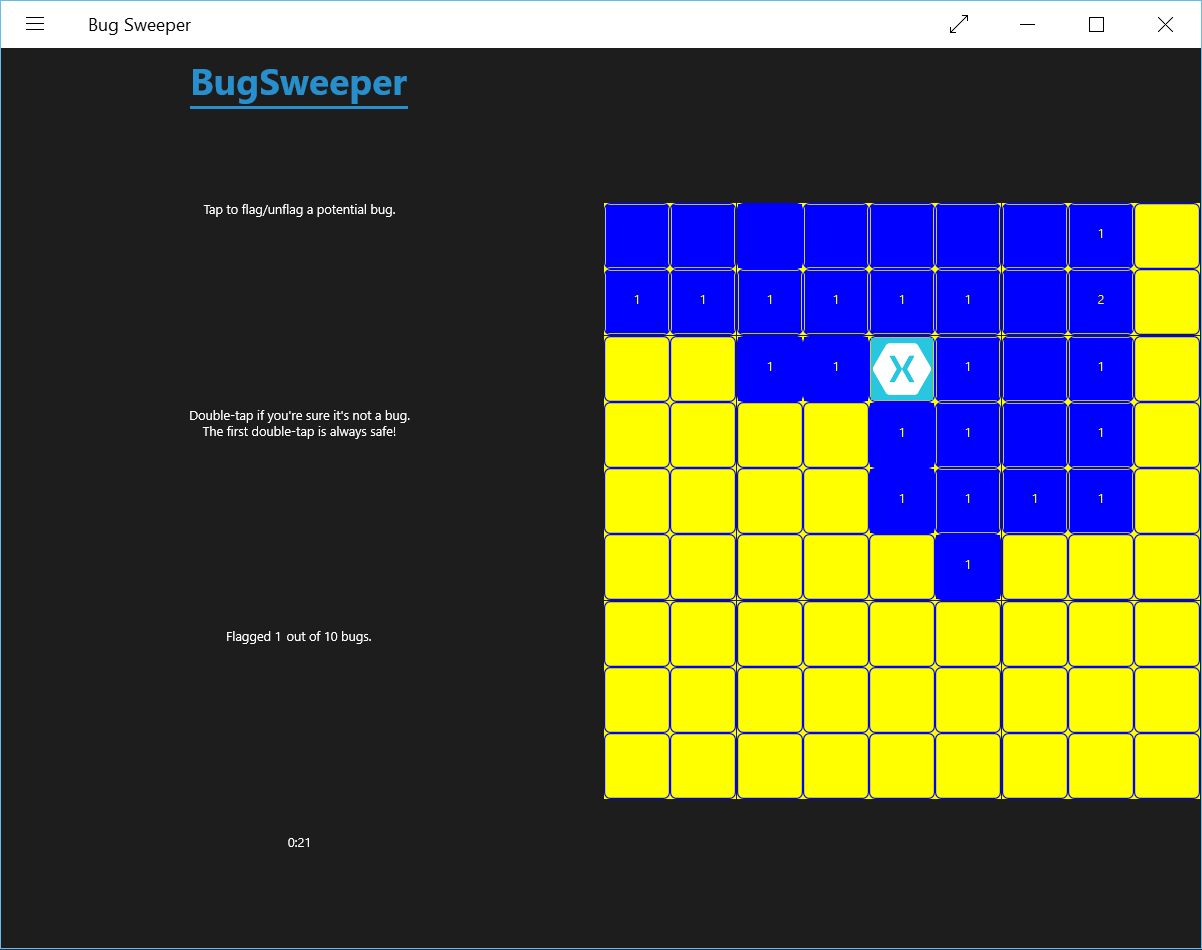 Bug Sweeper
BugSweeper
Tap to flag/unflag a potential bug.
1
1 1 1 1 1 1 2
1 1 1 1
Double-tap if you're sure it's not a bug.
The first double-tap is always safe!
1 1 1
1 1 1 1
1
Flagged 1 out of 10 bugs.
0:21